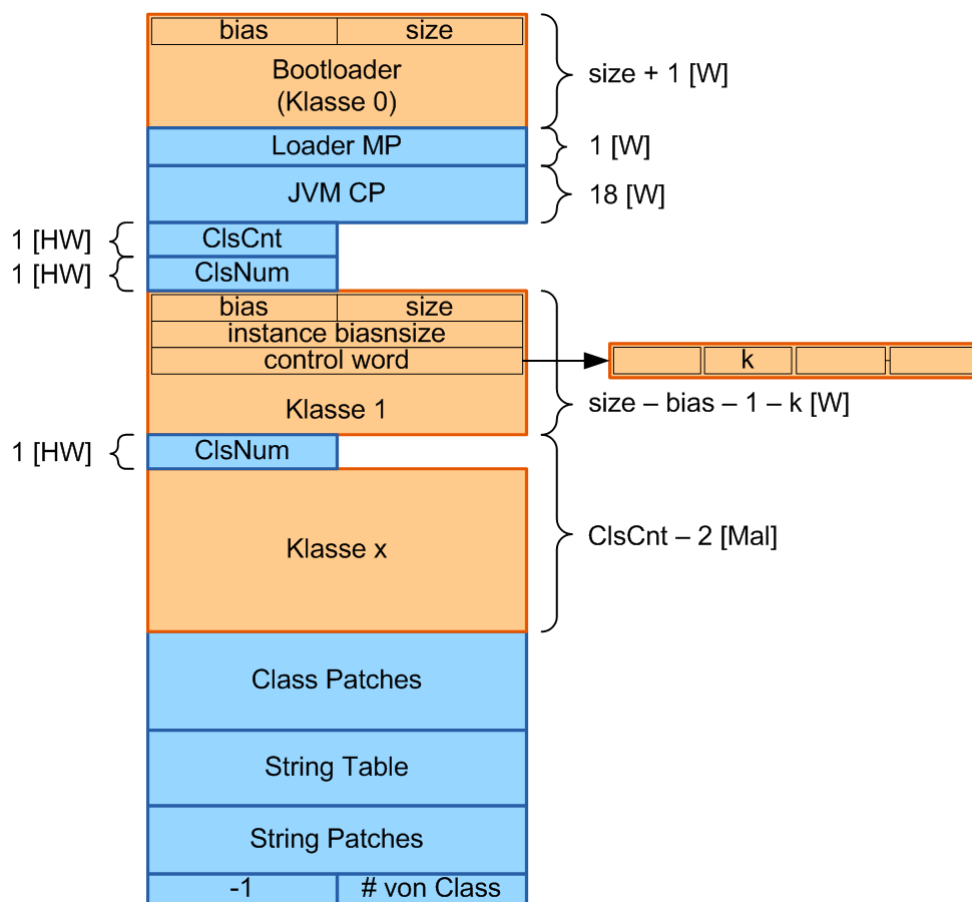 bias size
Bootloader
(Klasse 0)
size + 1 [W]
Loader MP
1 [W]
JVM CP
18 [W]
1 [HW] ClsCnt
1 [HW] ClsNum
bias size
instance biasnsize
control word
k
Klasse 1
size – bias – 1 – k [W]
1 [HW] ClsNum
Klasse x
ClsCnt – 2 [Mal]
Class Patches
String Table
String Patches
-1 # von Class